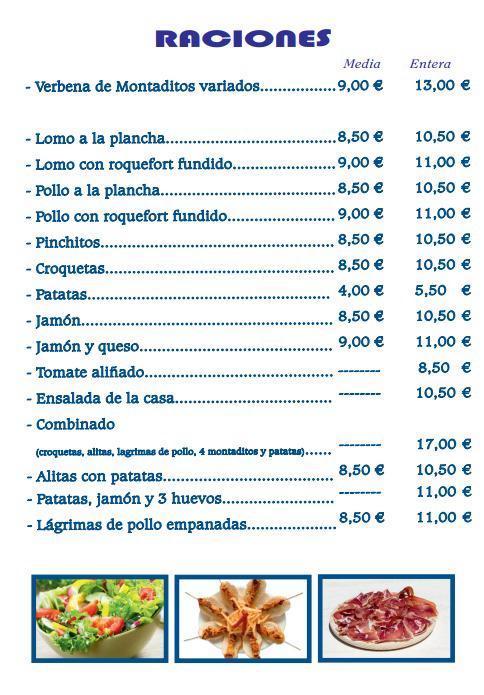 RACIONES
Media Entera
- Verbena de Montaditos variados..................9,00 € 13,00 €
- Lomo a la plancha.......................................8,50 € 10,50 €
- Lomo con roquefort fundido........................ 9,00 € 11,00 €
- Pollo a la plancha........................................8,50 € 10,50 €
- Pollo con roquefort fundido.........................9,00 € 11,00 €
- Pinchitos......................................................8,50 € 10,50 €
- Croquetas.....................................................8,50 € 10,50 €
- Patatas......................................................... 4,00 € 5,50 €
- Jamón...........................................................8,50 € 10,50 €
- Jamón y queso.............................................9,00 € 11,00 €
- Tomate aliñado............................................ -------- 8,50 €
- Ensalada de la casa..................................... -------- 10,50 €
- Combinado
(croquetas, alitas, lagrimas de pollo, 4 montaditos y patatas)...... -------- 17,00 €
- Alitas con patatas........................................8,50 € 10,50 €
- Patatas, jamón y 3 huevos.......................... -------- 11,00 €
- Lágrimas de pollo empanadas.....................8,50 € 11,00 €